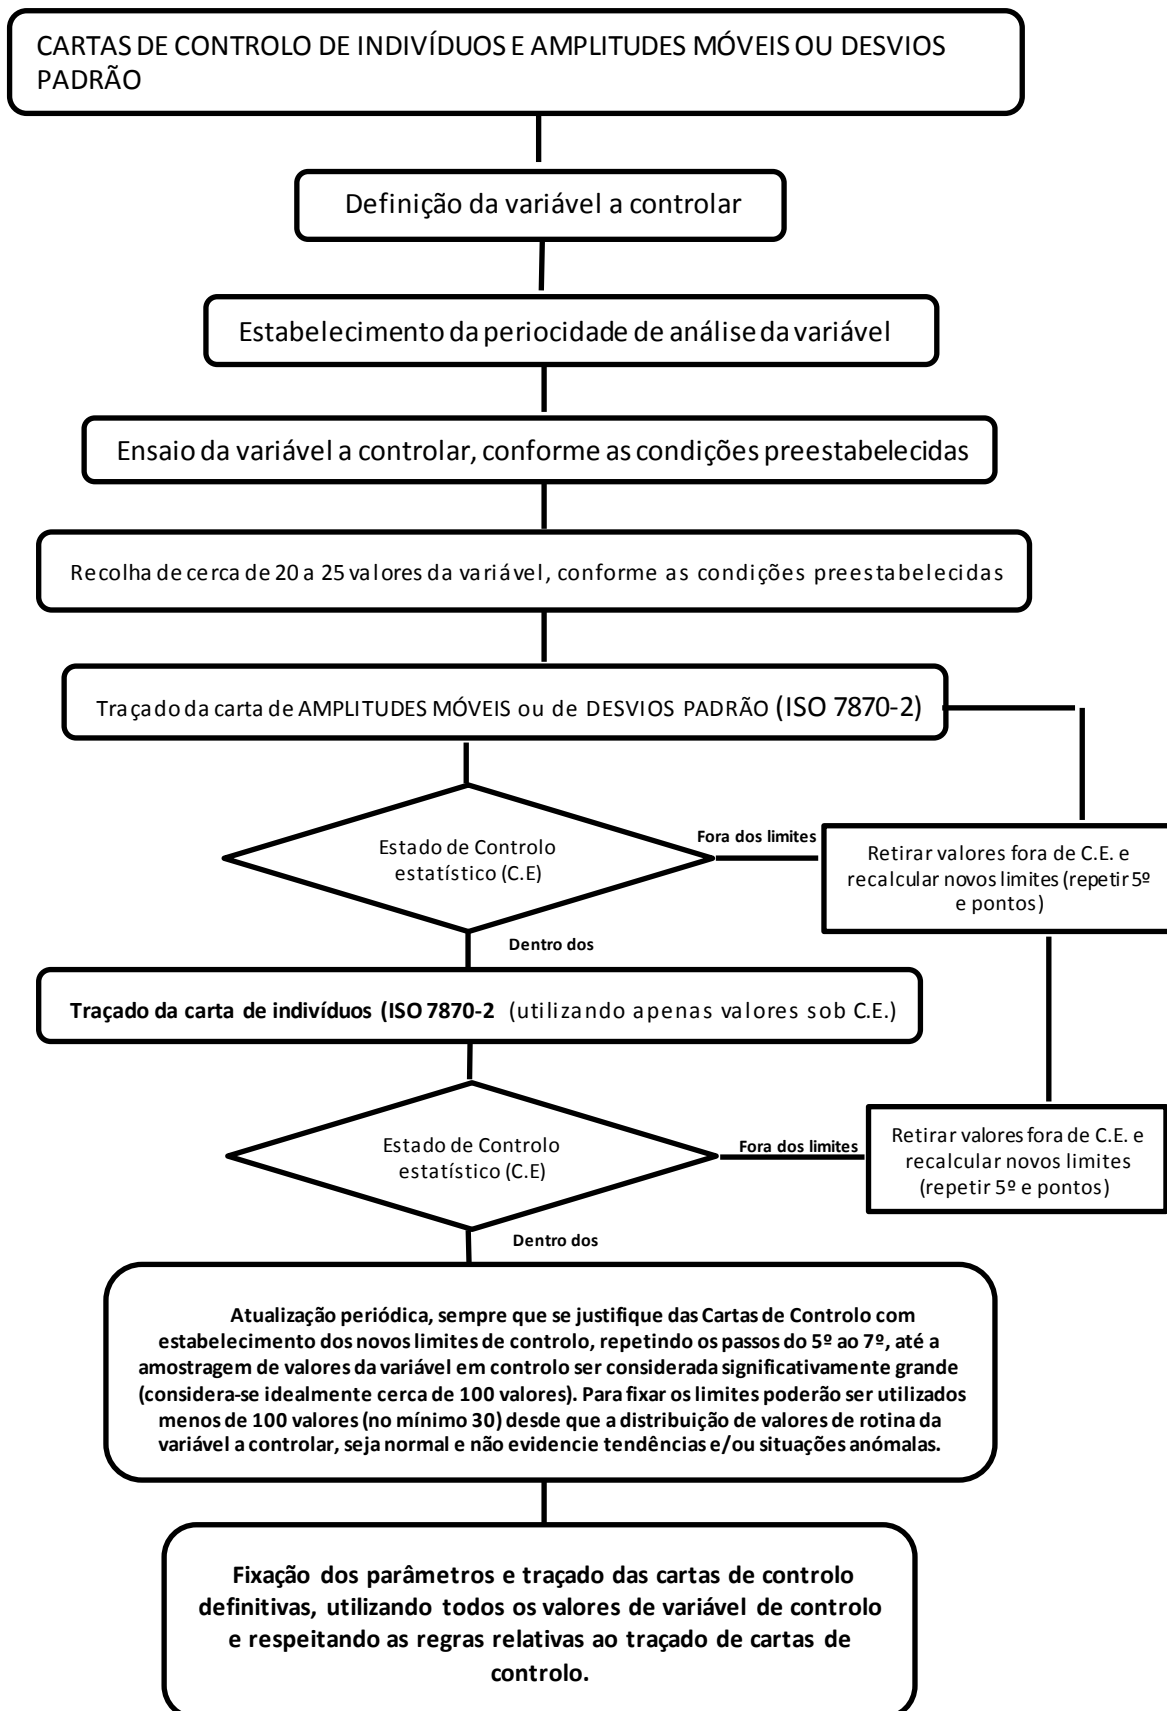 CARTAS DE CONTROLO DE INDIVÍDUOS E AMPLITUDES MÓVEIS OU DESVIOS
PADRÃO
Definição da variável a controlar
Estabelecimento da periocidade de análise da variável
Ensaio da variável a controlar, conforme as condições preestabelecidas
Recolha de cerca de 20 a 25 valores da variável, conforme as condições preestabelecidas
Traçado da carta de AMPLITUDES MÓVEIS ou de DESVIOS PADRÃO (ISO 7870-2)
Estado de Controlo
estatístico (C.E)
Fora dos limites
Retirar valores fora de C.E. e
recalcular novos limites (repetir 5º
e pontos)
Dentro dos
Traçado da carta de indivíduos (ISO 7870-2 (utilizando apenas valores sob C.E.)
Estado de Controlo
estatístico (C.E)
Fora dos limites
Retirar valores fora de C.E. e
recalcular novos limites
(repetir 5º e pontos)
Dentro dos
Atualização periódica, sempre que se justifique das Cartas de Controlo com
estabelecimento dos novos limites de controlo, repetindo os passos do 5º ao 7º, até a
amostragem de valores da variável em controlo ser considerada significativamente grande
(considera-se idealmente cerca de 100 valores). Para fixar os limites poderão ser utilizados
menos de 100 valores (no mínimo 30) desde que a distribuição de valores de rotina da
variável a controlar, seja normal e não evidencie tendências e/ou situações anómalas.
Fixação dos parâmetros e traçado das cartas de controlo
definitivas, utilizando todos os valores de variável de controlo
e respeitando as regras relativas ao traçado de cartas de
controlo.